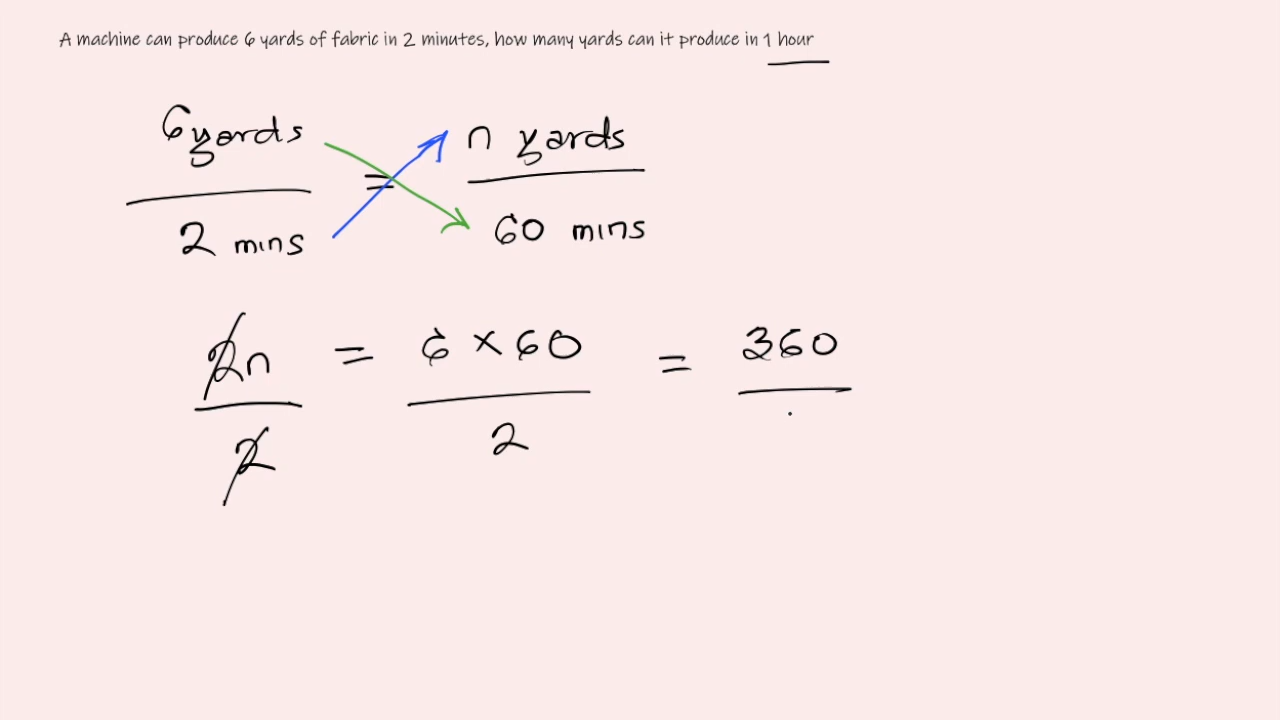 A machine can produce 6 yards of fabric in 2 minutes, how many yards can it produce in 1 hour
6 yards = n yards
2 mins 60 mins
2n = 6 × 60 = 360
2 2